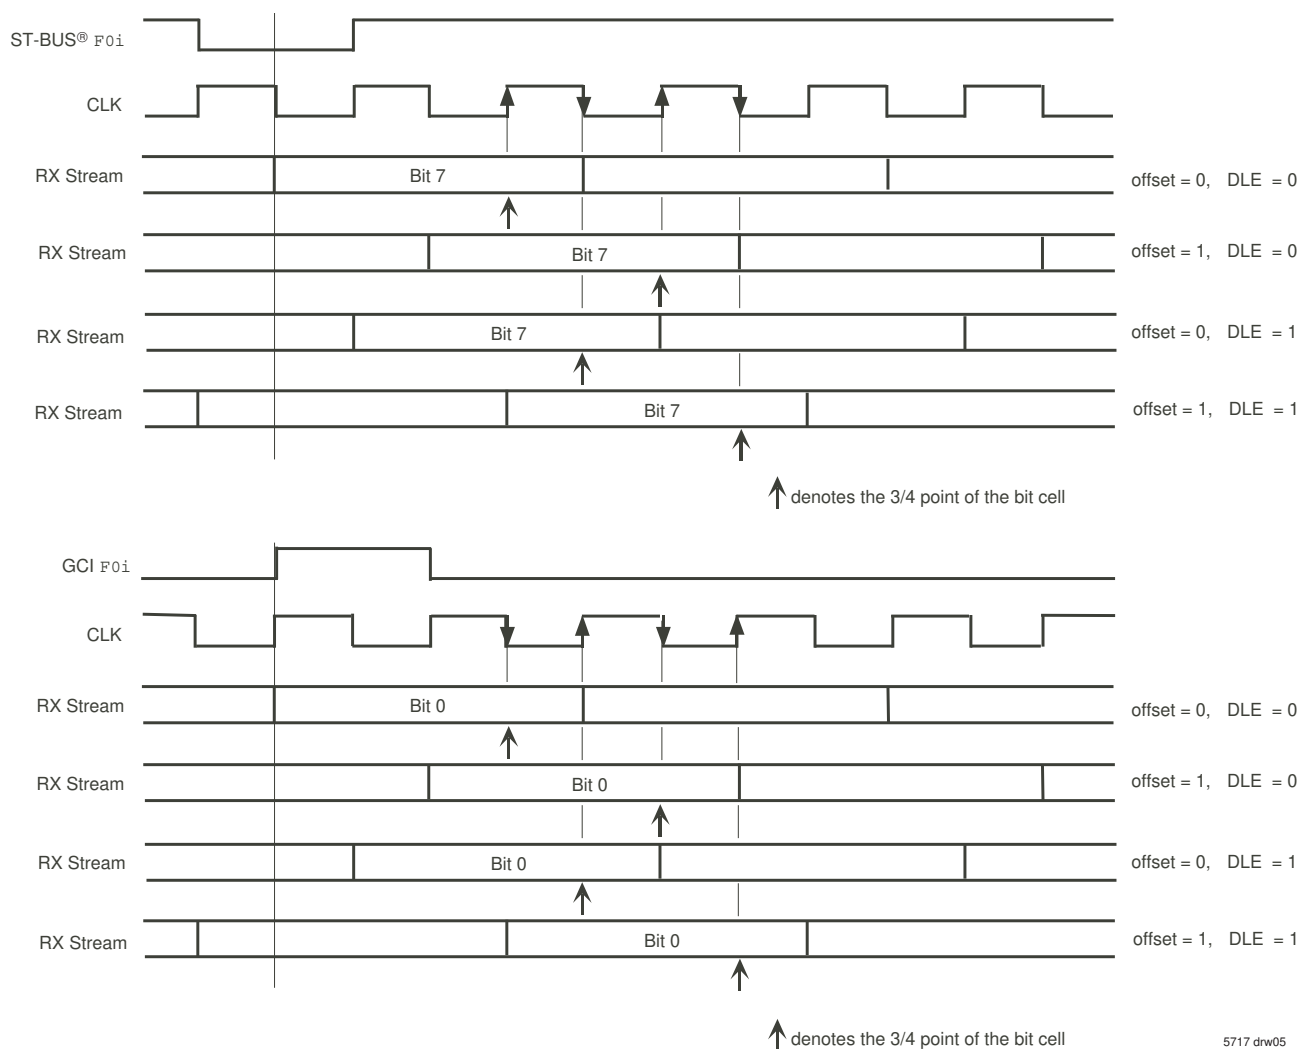 ST-BUS® F0i
CLK
RX Stream Bit 7 offset = 0, DLE = 0
RX Stream Bit 7 offset = 1, DLE = 0
RX Stream Bit 7 offset = 0, DLE = 1
RX Stream Bit 7 offset = 1, DLE = 1
denotes the 3/4 point of the bit cell
GCI F0i
CLK
RX Stream Bit 0 offset = 0, DLE = 0
RX Stream Bit 0 offset = 1, DLE = 0
RX Stream Bit 0 offset = 0, DLE = 1
RX Stream Bit 0 offset = 1, DLE = 1
denotes the 3/4 point of the bit cell
5717 drw05